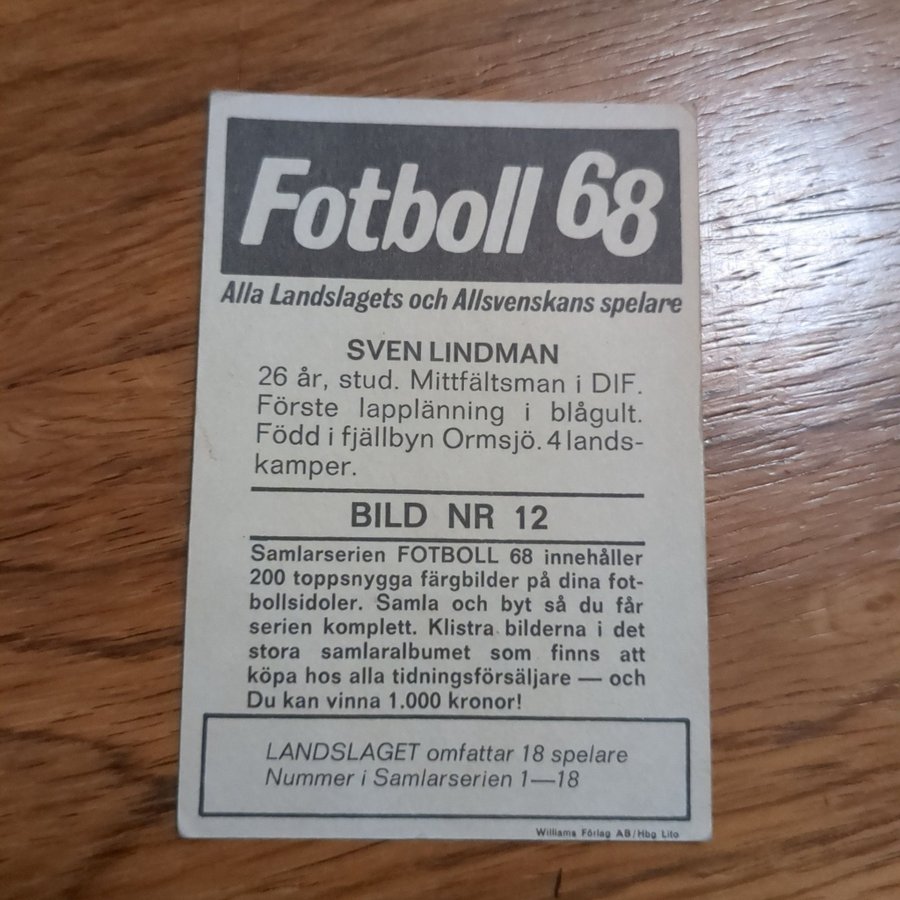 Fotboll 68
Alla Landslagets och Allsvenskans spelare
SVEN LINDMAN
26 år, stud. Mittfältsman i DIF.
Förste lapplänning i blågult.
Född i fjällbyn Ormsjö. 4 lands-
kamper.
BILD NR 12
Samlarserien FOTBOLL 68 innehåller
200 toppsnygga färgbilder på dina fot-
bollsidoler. Samla och byt så du får
serien komplett. Klistra bilderna i det
stora samlaralbumet som finns att
köpa hos alla tidningsförsäljare — och
Du kan vinna 1.000 kronor!
LANDSLAGET omfattar 18 spelare
Nummer i Samlarserien 1—18
Williams Förlag AB/Hbg Lito